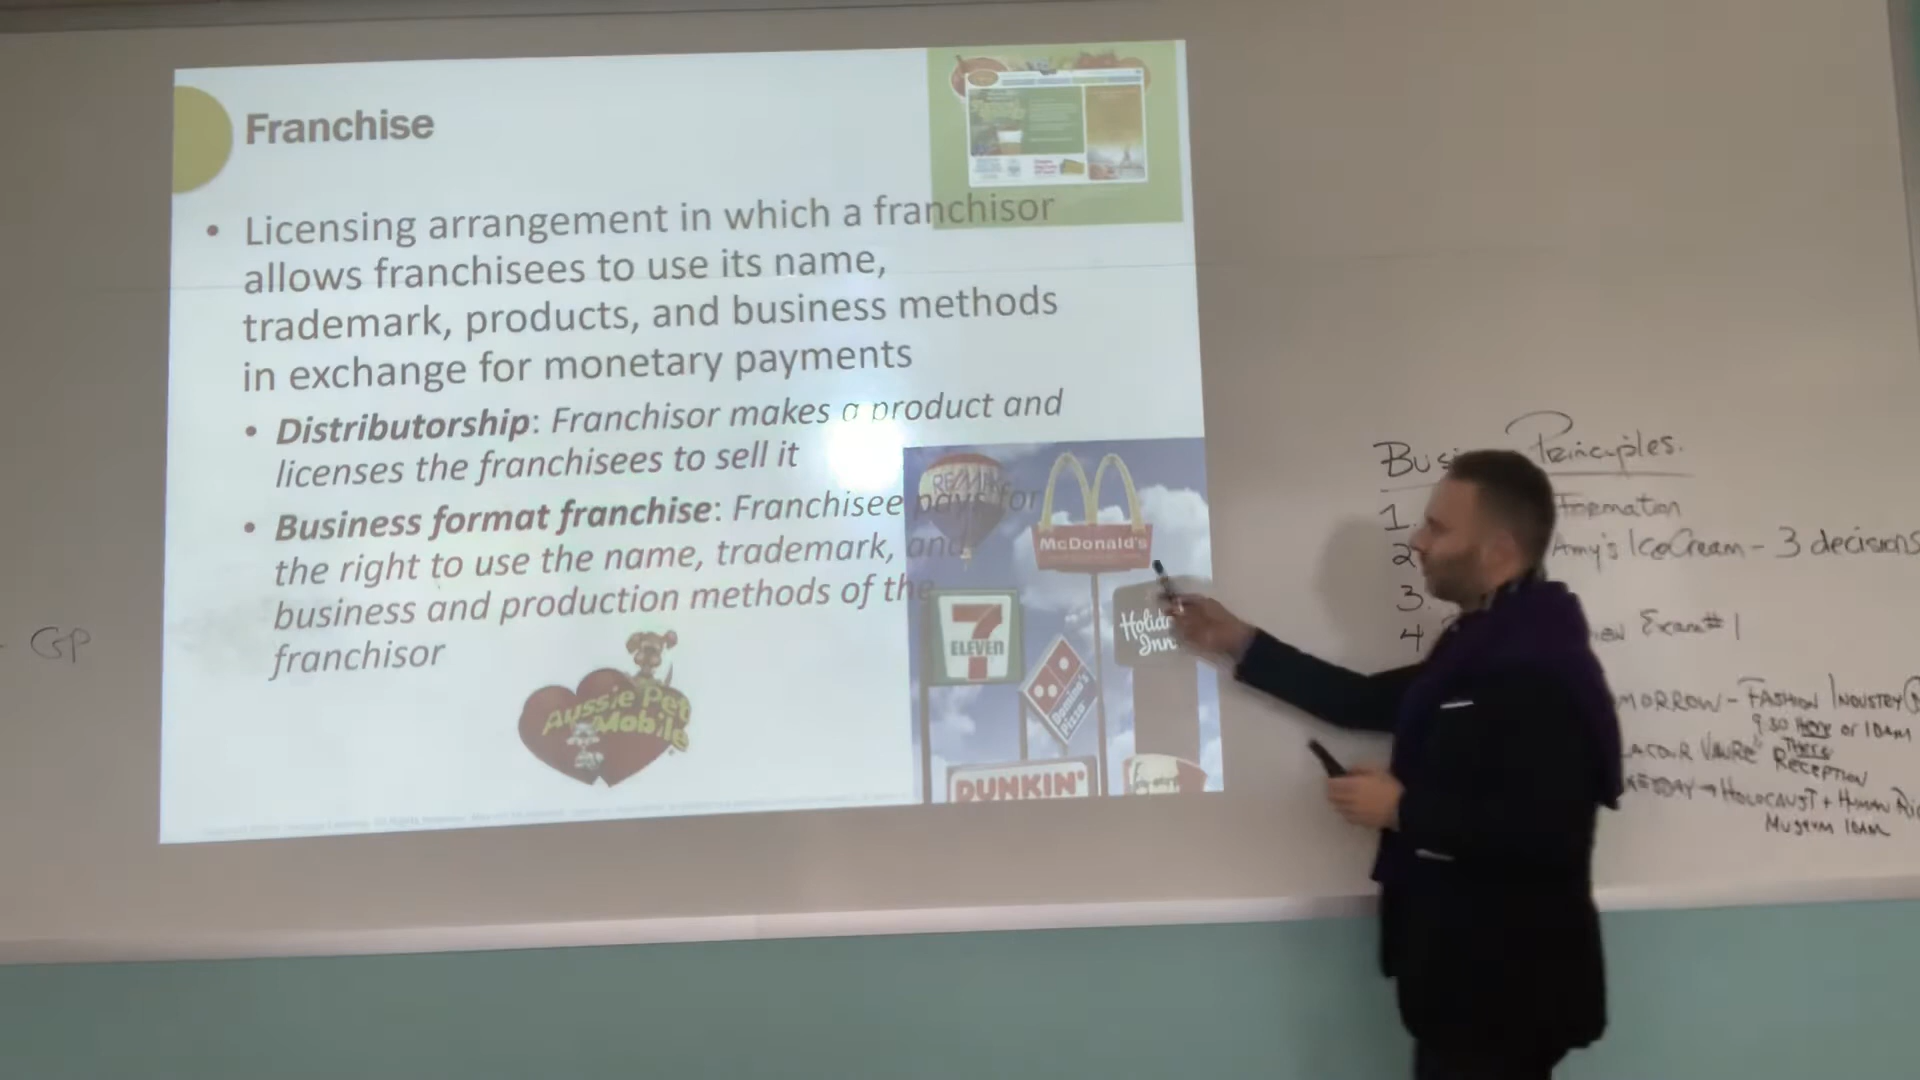 Franchise
• Licensing arrangement in which a franchisor
allows franchisees to use its name,
trademark, products, and business methods
in exchange for monetary payments
• Distributorship: Franchisor makes a product and
licenses the franchisees to sell it
• Business format franchise: Franchisee pays for
the right to use the name, trademark, and
business and production methods of the
franchisor
Aussie Pet
Mobile
RE/MAX
McDonald's
7
ELEVEN
Holiday
Inn
Domino's
Pizza
DUNKIN'
GP
Principles.
1. Formation
2. Amy's IceCream - 3 decisions
3.
4 Exam #1
- FASHION INDUSTRY
9:30 HERE or 10AM
THERE
RECEPTION
→ HOLOCAUST + HUMAN
MUSEUM 10AM